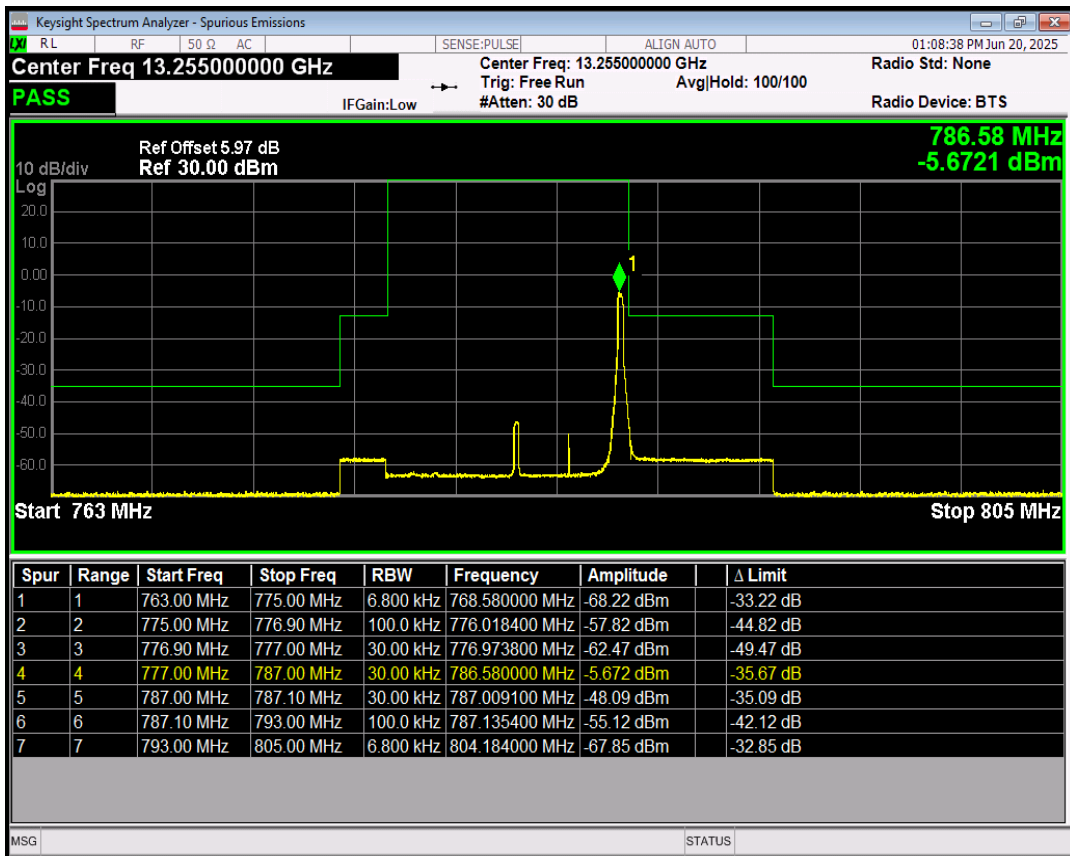 Keysight Spectrum Analyzer - Spurious Emissions
LXI RL RF 50 Ω AC SENSE:PULSE ALIGN AUTO 01:08:38 PM Jun 20, 2025
Center Freq 13.255000000 GHz Center Freq: 13.255000000 GHz Radio Std: None
Trig: Free Run Avg|Hold: 100/100
PASS IFGain:Low #Atten: 30 dB Radio Device: BTS
786.58 MHz
Ref Offset 5.97 dB
10 dB/div Ref 30.00 dBm -5.6721 dBm
Log
20.0
1
10.0
0.00
-10.0
-20.0
-30.0
-40.0
-50.0
-60.0
Start 763 MHz Stop 805 MHz
Spur Range Start Freq Stop Freq RBW Frequency Amplitude Δ Limit
1 1 763.00 MHz 775.00 MHz 6.800 kHz 768.580000 MHz -68.22 dBm -33.22 dB
2 2 775.00 MHz 776.90 MHz 100.0 kHz 776.018400 MHz -57.82 dBm -44.82 dB
3 3 776.90 MHz 777.00 MHz 30.00 kHz 776.973800 MHz -62.47 dBm -49.47 dB
4 4 777.00 MHz 787.00 MHz 30.00 kHz 786.580000 MHz -5.672 dBm -35.67 dB
5 5 787.00 MHz 787.10 MHz 30.00 kHz 787.009100 MHz -48.09 dBm -35.09 dB
6 6 787.10 MHz 793.00 MHz 100.0 kHz 787.135400 MHz -55.12 dBm -42.12 dB
7 7 793.00 MHz 805.00 MHz 6.800 kHz 804.184000 MHz -67.85 dBm -32.85 dB
MSG STATUS